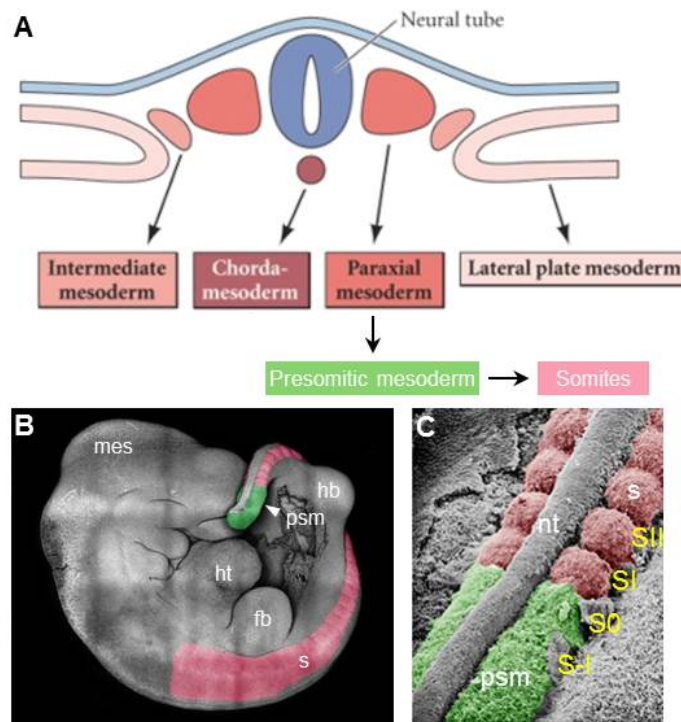 A
Neural tube
Intermediate
mesoderm
Chorda-
mesoderm
Paraxial
mesoderm
Lateral plate mesoderm
Presomitic mesoderm
Somites
B
mes
hb
psm
ht
fb
s
C
s
nt
SII
SI
S0
S-I
psm